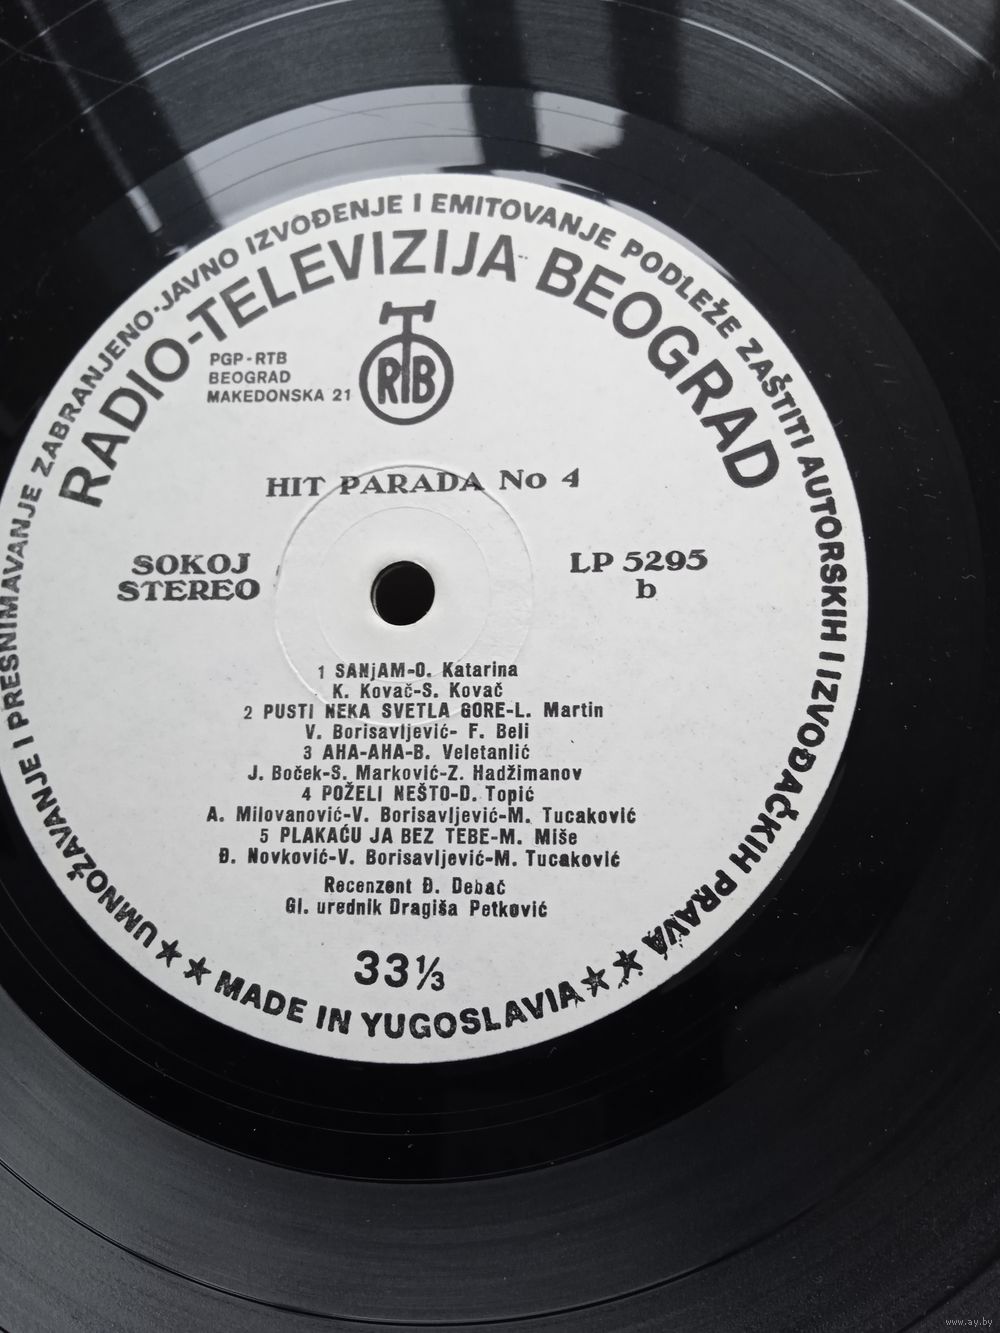 UMNOŽAVANJE I PRESNIMAVANJE ZABRANJENO·JAVNO IZVOĐENJE I EMITOVANJE PODLEŽE ZAŠTITI AUTORSKIH I IZVOĐAČKIH PRAVA
RADIO-TELEVIZIJA BEOGRAD
PGP-RTB
BEOGRAD
MAKEDONSKA 21
RTB
HIT PARADA No 4
SOKOJ
STEREO
LP 5295
b
1 SANjAM-O. Katarina
K. Kovač-S. Kovač
2 PUSTI NEKA SVETLA GORE-L. Martin
V. Borisavljević- F. Beli
3 AHA-AHA-B. Veletanlić
J. Boček-S. Marković-Z. Hadžimanov
4 POŽELI NEŠTO-D. Topić
A. Milovanović-V. Borisavljević-M. Tucaković
5 PLAKAĆU JA BEZ TEBE-M. Miše
Đ. Novković-V. Borisavljević-M. Tucaković
Recenzent Đ. Debač
Gl. urednik Dragiša Petković
33⅓
★ ★ MADE IN YUGOSLAVIA ★ ★
www.ay.by